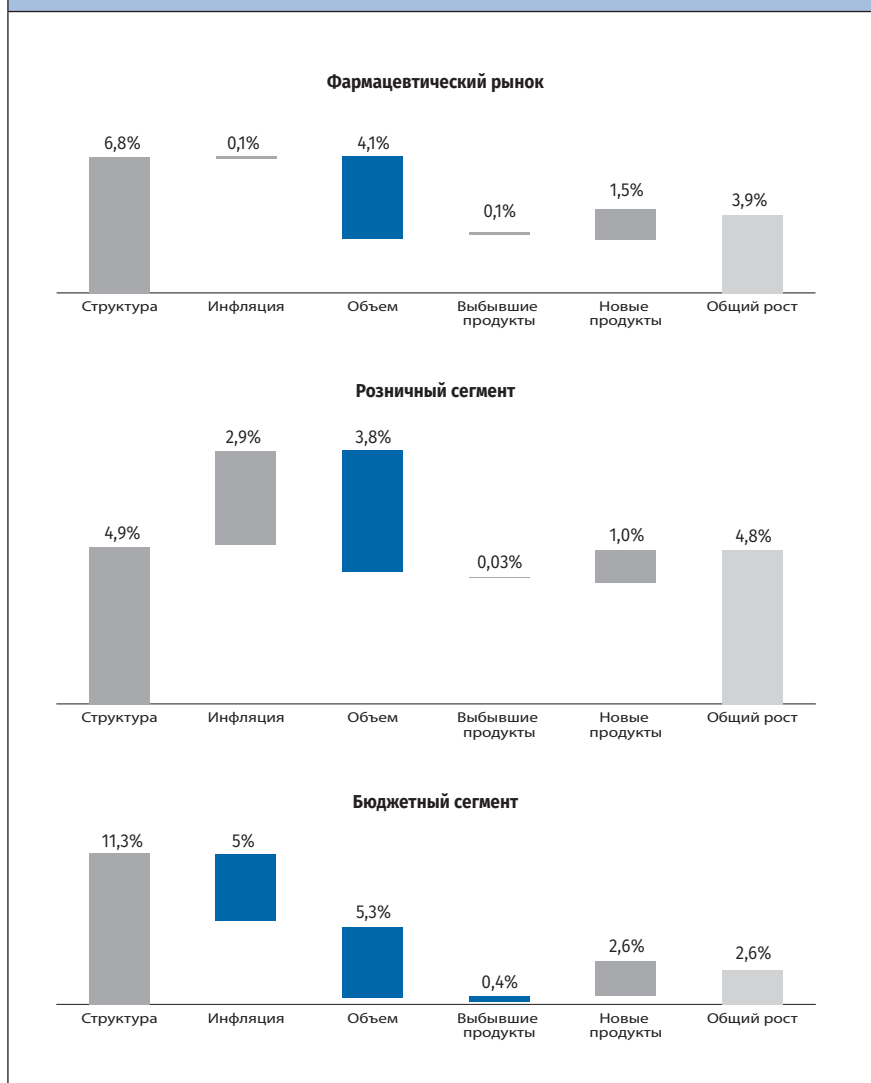 Фармацевтический рынок
6,8% 0,1% 4,1% 0,1% 1,5% 3,9%
Структура Инфляция Объем Выбывшие продукты Новые продукты Общий рост
Розничный сегмент
4,9% 2,9% 3,8% 0,03% 1,0% 4,8%
Структура Инфляция Объем Выбывшие продукты Новые продукты Общий рост
Бюджетный сегмент
11,3% 5% 5,3% 0,4% 2,6% 2,6%
Структура Инфляция Объем Выбывшие продукты Новые продукты Общий рост